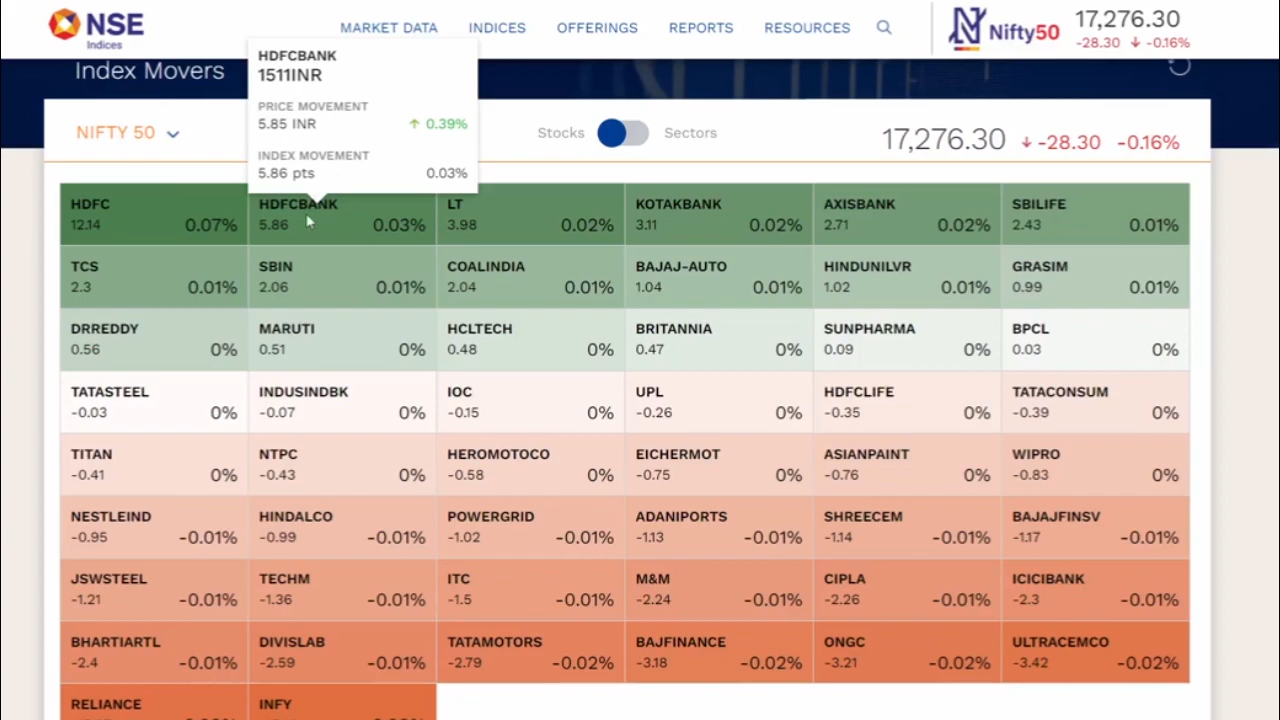 NSE
Indices
MARKET DATA
INDICES
OFFERINGS
REPORTS
RESOURCES
Nifty50
17,276.30
-28.30 ↓ -0.16%
Index Movers
HDFCBANK
1511INR
PRICE MOVEMENT
5.85 INR ↑ 0.39%
INDEX MOVEMENT
5.86 pts 0.03%
NIFTY 50
Stocks
Sectors
17,276.30 ↓ -28.30 -0.16%
HDFC
12.14 0.07%
HDFCBANK
5.86 0.03%
LT
3.98 0.02%
KOTAKBANK
3.11 0.02%
AXISBANK
2.71 0.02%
SBILIFE
2.43 0.01%
TCS
2.3 0.01%
SBIN
2.06 0.01%
COALINDIA
2.04 0.01%
BAJAJ-AUTO
1.04 0.01%
HINDUNILVR
1.02 0.01%
GRASIM
0.99 0.01%
DRREDDY
0.56 0%
MARUTI
0.51 0%
HCLTECH
0.48 0%
BRITANNIA
0.47 0%
SUNPHARMA
0.09 0%
BPCL
0.03 0%
TATASTEEL
-0.03 0%
INDUSINDBK
-0.07 0%
IOC
-0.15 0%
UPL
-0.26 0%
HDFCLIFE
-0.35 0%
TATACONSUM
-0.39 0%
TITAN
-0.41 0%
NTPC
-0.43 0%
HEROMOTOCO
-0.58 0%
EICHERMOT
-0.75 0%
ASIANPAINT
-0.76 0%
WIPRO
-0.83 0%
NESTLEIND
-0.95 -0.01%
HINDALCO
-0.99 -0.01%
POWERGRID
-1.02 -0.01%
ADANIPORTS
-1.13 -0.01%
SHREECEM
-1.14 -0.01%
BAJAJFINSV
-1.17 -0.01%
JSWSTEEL
-1.21 -0.01%
TECHM
-1.36 -0.01%
ITC
-1.5 -0.01%
M&M
-2.24 -0.01%
CIPLA
-2.26 -0.01%
ICICIBANK
-2.3 -0.01%
BHARTIARTL
-2.4 -0.01%
DIVISLAB
-2.59 -0.01%
TATAMOTORS
-2.79 -0.02%
BAJFINANCE
-3.18 -0.02%
ONGC
-3.21 -0.02%
ULTRACEMCO
-3.42 -0.02%
RELIANCE
INFY